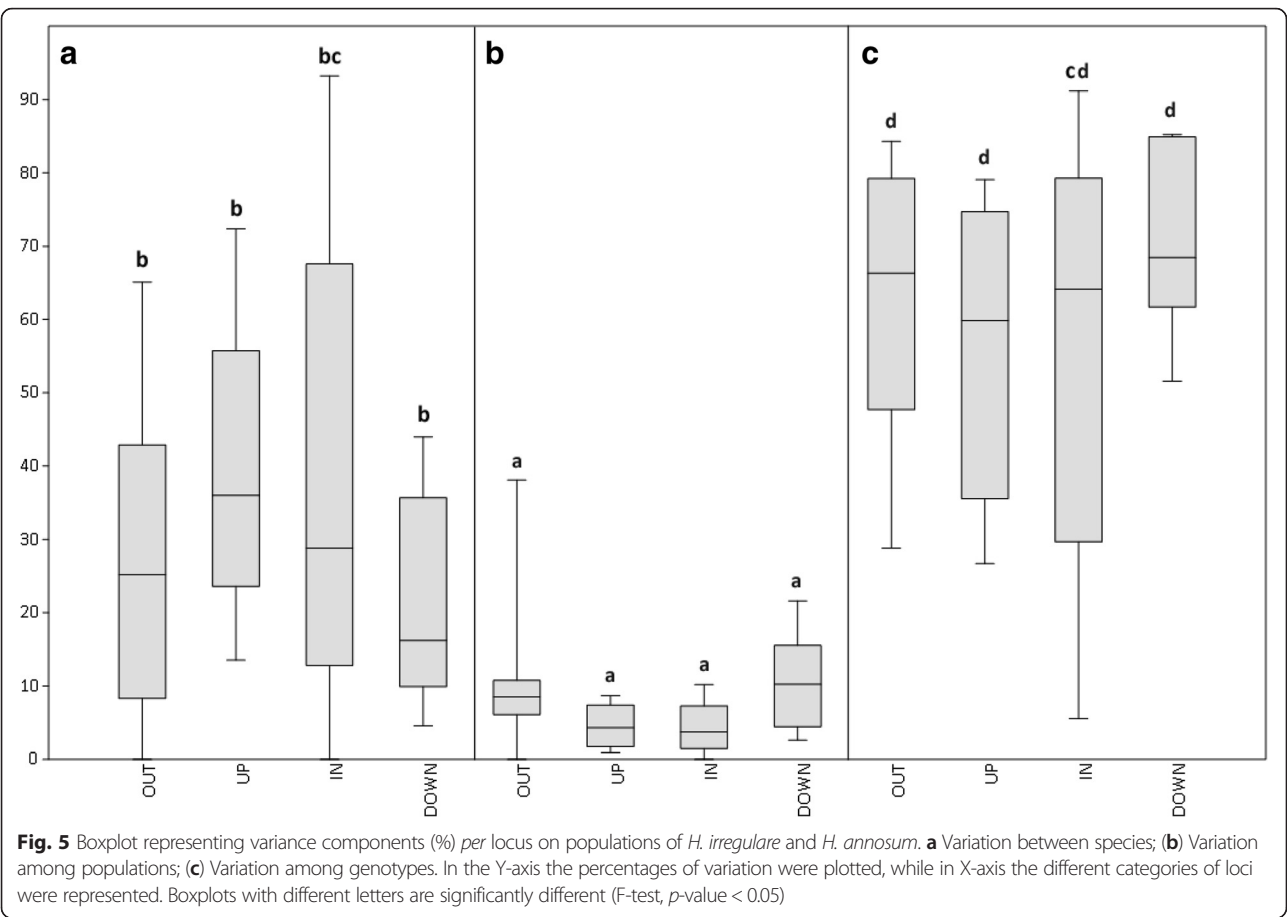 a b c
bc
cd
d d
d
b
b
b
a
b
a
a a
90
80
70
60
50
40
30
20
10
0
OUT UP IN DOWN OUT UP IN DOWN OUT UP IN DOWN
Fig. 5 Boxplot representing variance components (%) per locus on populations of H. irregulare and H. annosum. a Variation between species; (b) Variation
among populations; (c) Variation among genotypes. In the Y-axis the percentages of variation were plotted, while in X-axis the different categories of loci
were represented. Boxplots with different letters are significantly different (F-test, p-value < 0.05)